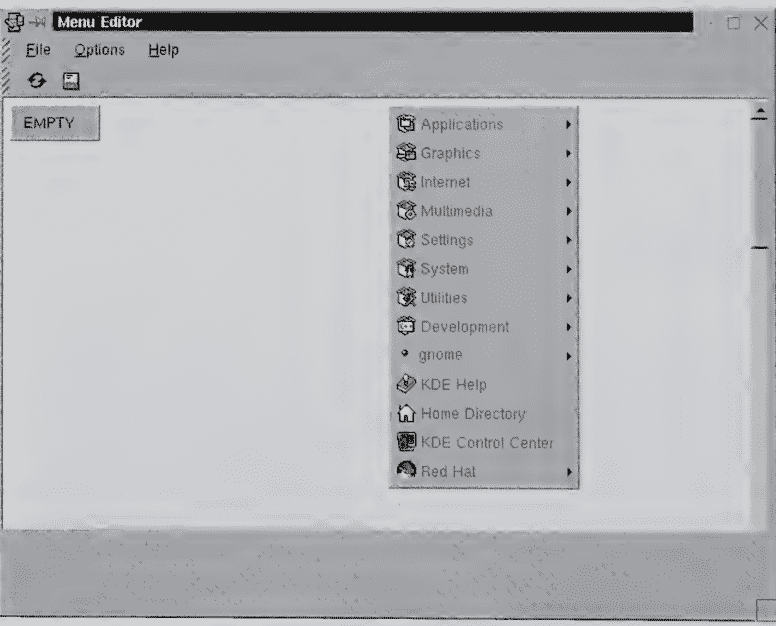 Menu Editor
File Options Help
EMPTY
Applications
Graphics
Internet
Multimedia
Settings
System
Utilities
Development
gnome
KDE Help
Home Directory
KDE Control Center
Red Hat